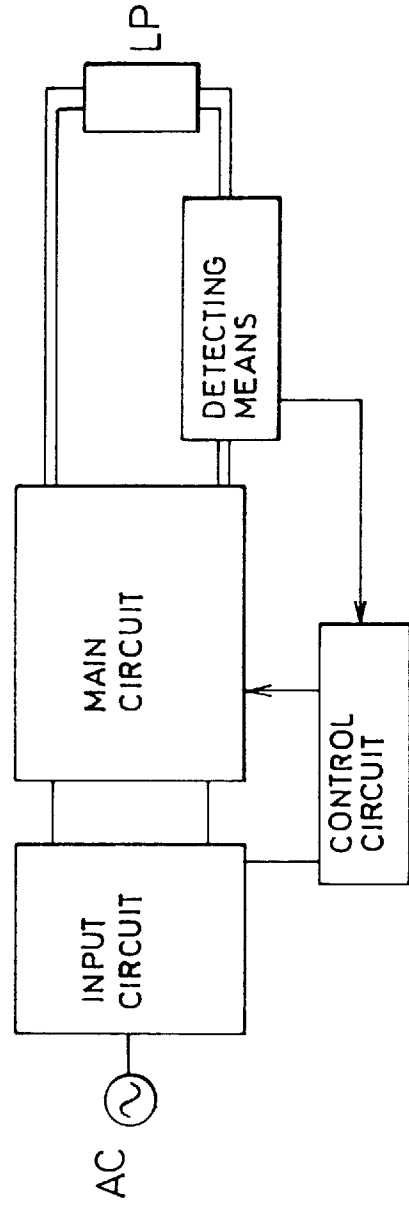 AC
INPUT
CIRCUIT
MAIN
CIRCUIT
CONTROL
CIRCUIT
DETECTING
MEANS
LP